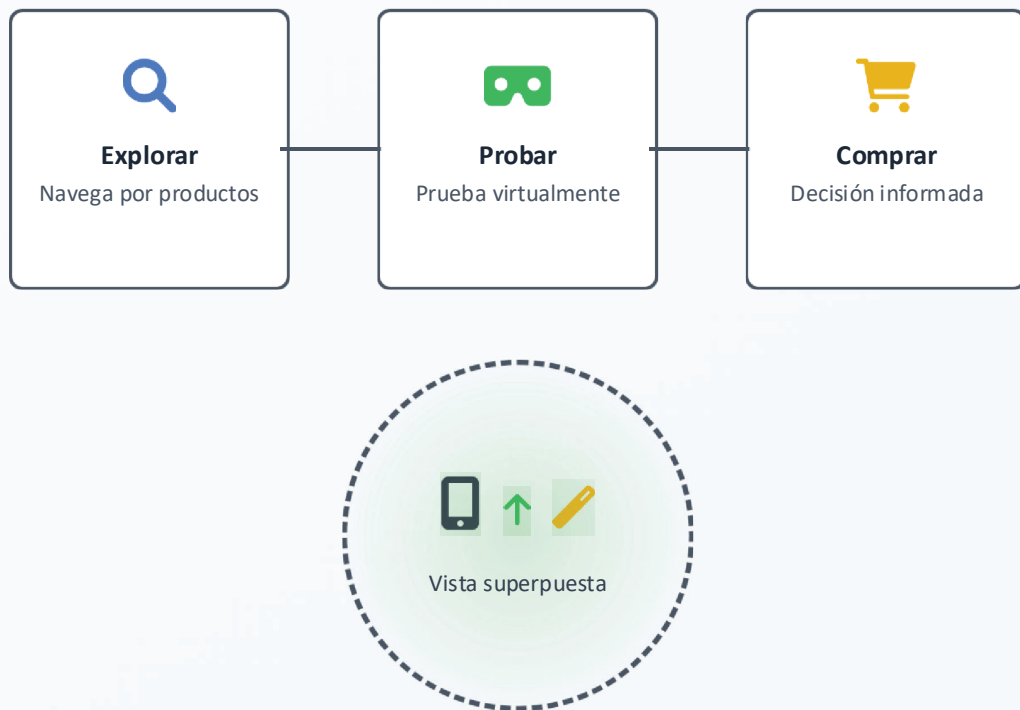 Explorar
Navega por productos
Probar
Prueba virtualmente
Comprar
Decisión informada
Vista superpuesta